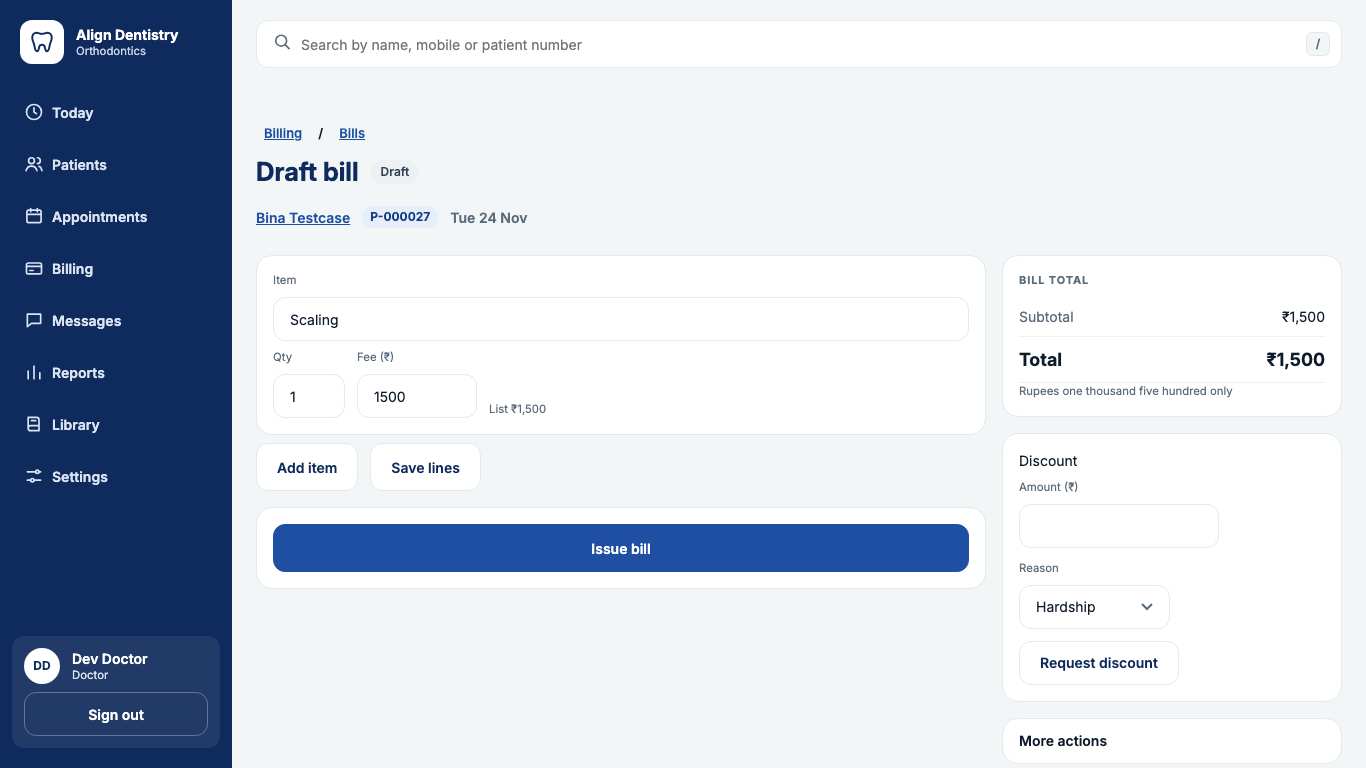 Align Dentistry
Orthodontics
Today
Patients
Appointments
Billing
Messages
Reports
Library
Settings
DD
Dev Doctor
Doctor
Sign out
Search by name, mobile or patient number
/
Billing / Bills
Draft bill Draft
Bina Testcase P-000027 Tue 24 Nov
Item
Scaling
Qty Fee (₹)
1 1500 List ₹1,500
Add item Save lines
Issue bill
BILL TOTAL
Subtotal ₹1,500
Total ₹1,500
Rupees one thousand five hundred only
Discount
Amount (₹)
Reason
Hardship
Request discount
More actions